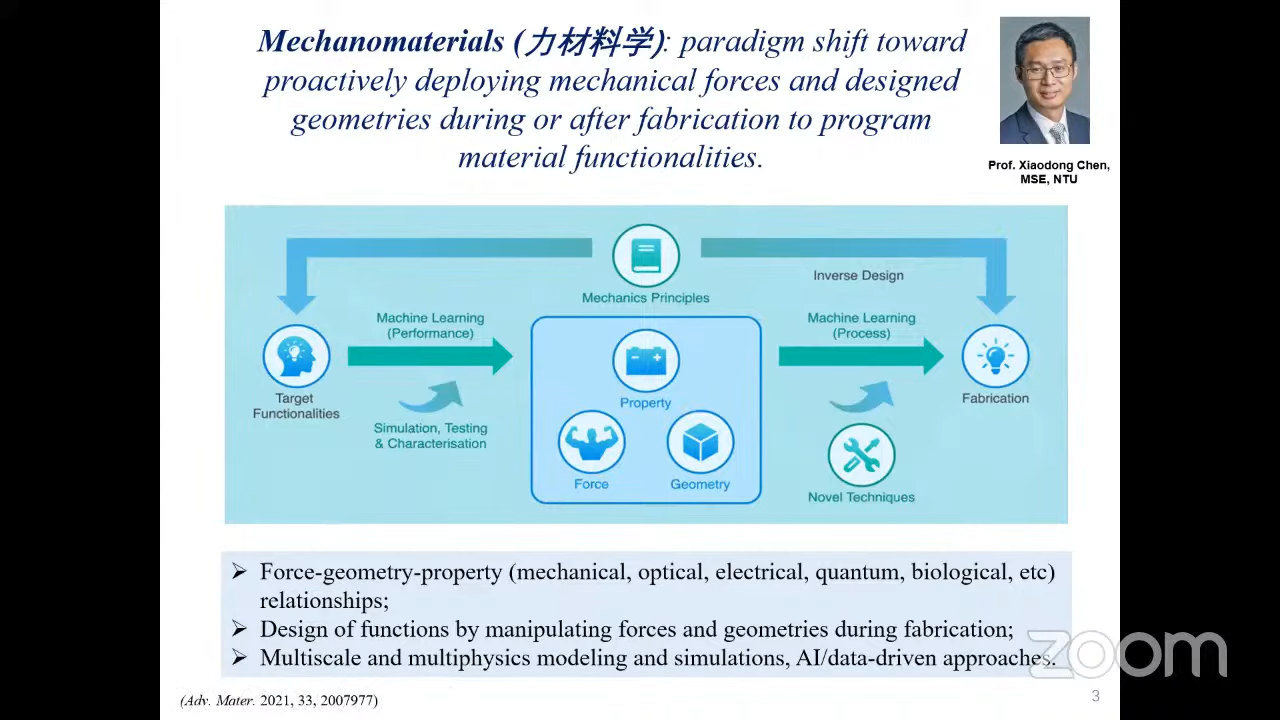 Mechanomaterials (力材料学): paradigm shift toward
proactively deploying mechanical forces and designed
geometries during or after fabrication to program
material functionalities.
Prof. Xiaodong Chen,
MSE, NTU
Mechanics Principles
Inverse Design
Machine Learning
(Performance)
Machine Learning
(Process)
Target
Functionalities
Simulation, Testing
& Characterisation
Property
Force
Geometry
Fabrication
Novel Techniques
➢ Force-geometry-property (mechanical, optical, electrical, quantum, biological, etc)
relationships;
➢ Design of functions by manipulating forces and geometries during fabrication;
➢ Multiscale and multiphysics modeling and simulations, AI/data-driven approaches.
zoom
(Adv. Mater. 2021, 33, 2007977)
3